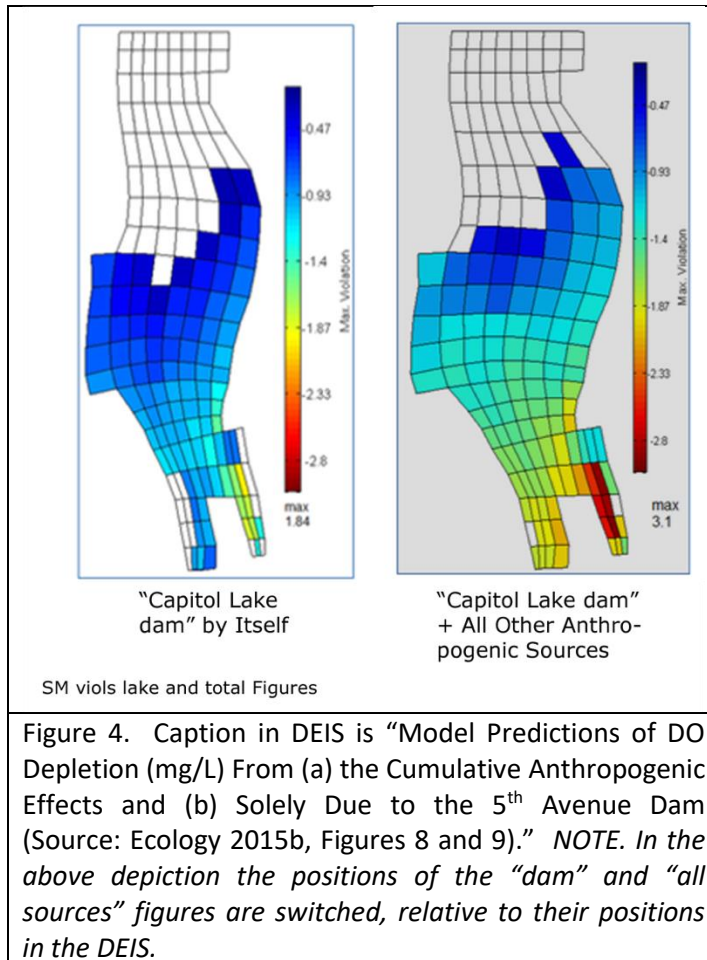 -0.47
-0.93
-1.4
-1.87
-2.33
-2.8
Max. Violation
max
1.84
-0.47
-0.93
-1.4
-1.87
-2.33
-2.8
Max. Violation
max
3.1
"Capitol Lake
dam" by Itself
"Capitol Lake dam"
+ All Other Anthro-
pogenic Sources
SM viols lake and total Figures
Figure 4. Caption in DEIS is “Model Predictions of DO
Depletion (mg/L) From (a) the Cumulative Anthropogenic
Effects and (b) Solely Due to the 5th Avenue Dam
(Source: Ecology 2015b, Figures 8 and 9).” NOTE. In the
above depiction the positions of the “dam” and “all
sources” figures are switched, relative to their positions
in the DEIS.